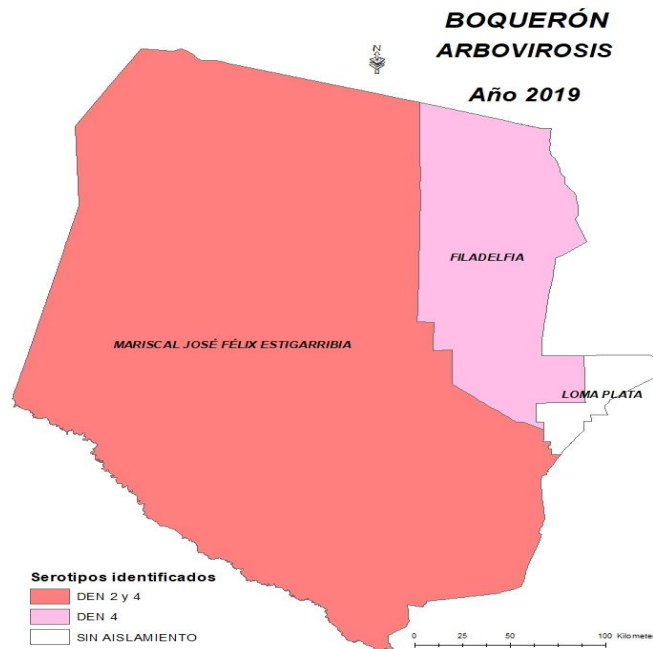 BOQUERÓN
ARBOVIROSIS
Año 2019
N
FILADELFIA
MARISCAL JOSÉ FÉLIX ESTIGARRIBIA
LOMA PLATA
Serotipos identificados
DEN 2 y 4
DEN 4
SIN AISLAMIENTO
0 25 50 100 Kilomete